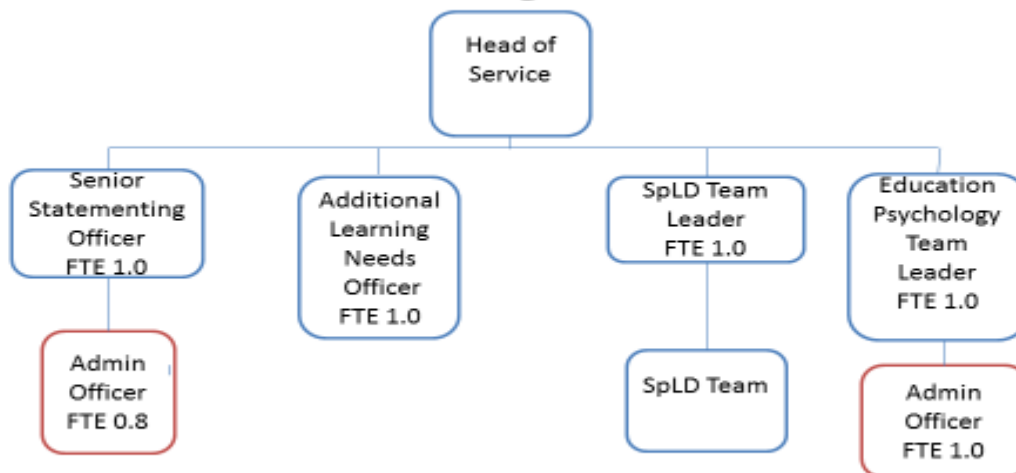 Head of
Service
Senior
Statementing
Officer
FTE 1.0
Additional
Learning
Needs
Officer
FTE 1.0
SpLD Team
Leader
FTE 1.0
Education
Psychology
Team
Leader
FTE 1.0
Admin
Officer
FTE 0.8
SpLD Team
Admin
Officer
FTE 1.0